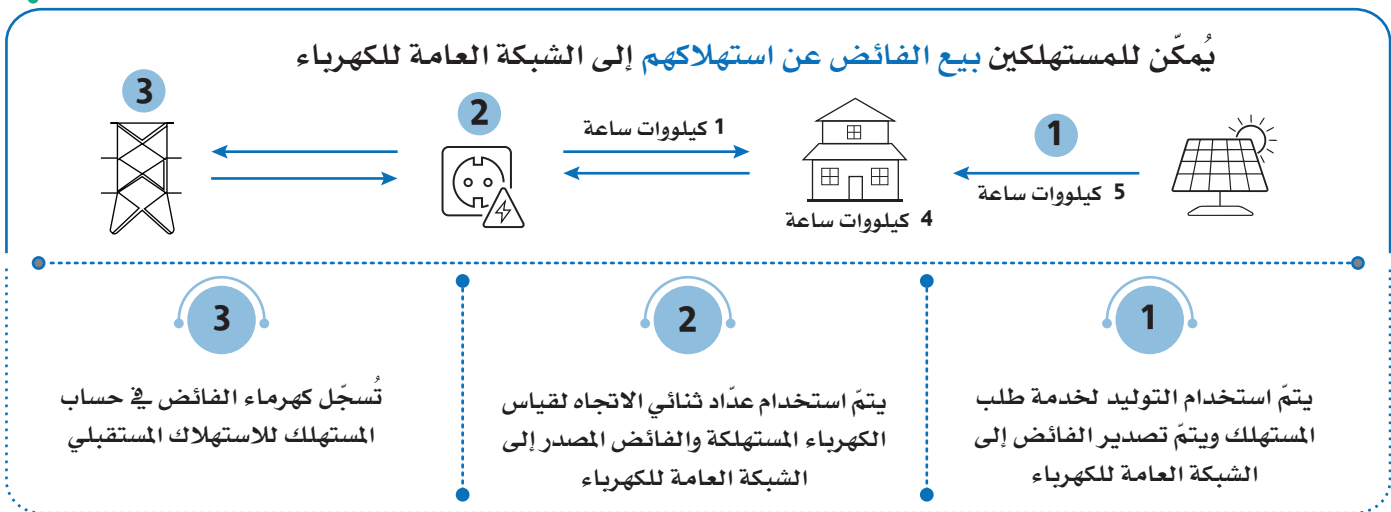 يُمكّن للمستهلكين بيع الفائض عن استهلاكهم إلى الشبكة العامة للكهرباء
1
5 كيلووات ساعة
4 كيلووات ساعة
1 كيلووات ساعة
2
3
1
يتمّ استخدام التوليد لخدمة طلب
المستهلك ويتمّ تصدير الفائض إلى
الشبكة العامة للكهرباء
2
يتمّ استخدام عدّاد ثنائي الاتجاه لقياس
الكهرباء المستهلكة والفائض المصدر إلى
الشبكة العامة للكهرباء
3
تُسجّل كهرماء الفائض في حساب
المستهلك للاستهلاك المستقبلي